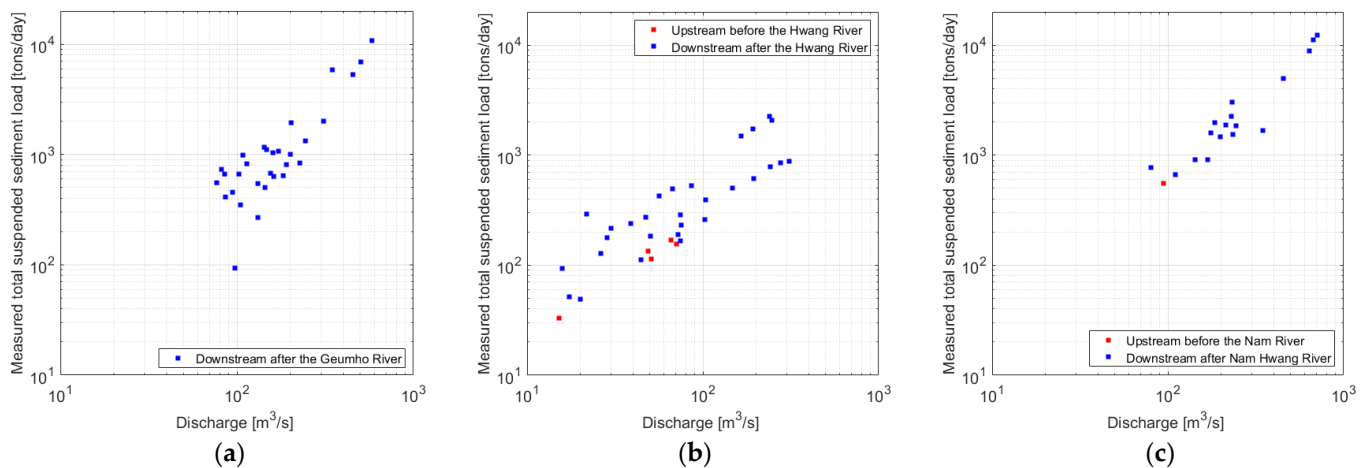 Measured total suspended sediment load [tons/day]
10^4
10^3
10^2
10^1
Downstream after the Geumho River
10^1
10^2
10^3
Discharge [m^3/s]
(a)
Measured total suspended sediment load [tons/day]
10^4
10^3
10^2
10^1
Upstream before the Hwang River
Downstream after the Hwang River
10^1
10^2
10^3
Discharge [m^3/s]
(b)
Measured total suspended sediment load [tons/day]
10^4
10^3
10^2
10^1
Upstream before the Nam River
Downstream after Nam Hwang River
10^1
10^2
10^3
Discharge [m^3/s]
(c)